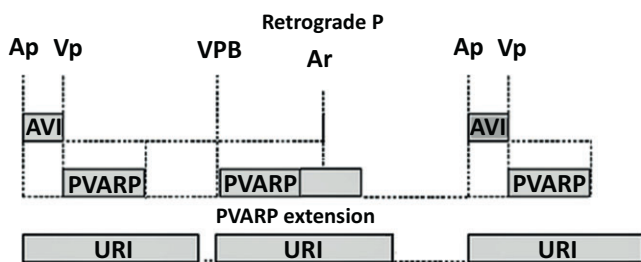 Retrograde P
Ap Vp VPB Ar Ap Vp
AVI AVI
PVARP PVARP PVARP
PVARP extension
URI URI URI